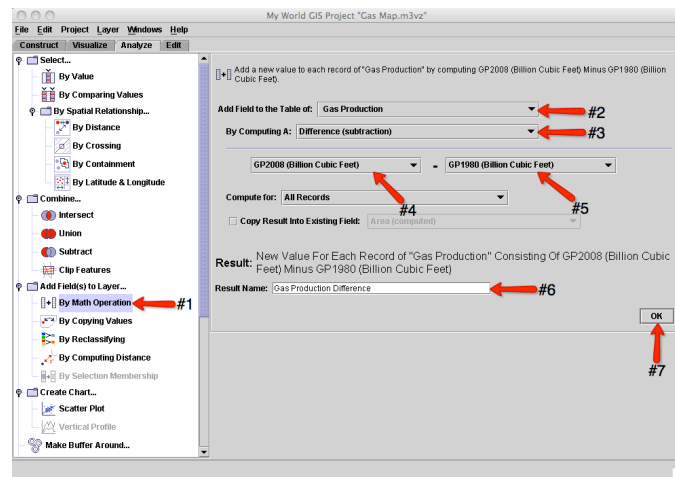 My World GIS Project "Gas Map.m3vz"
File Edit Project Layer Windows Help
Construct Visualize Analyze Edit
Select...
By Value
By Comparing Values
By Spatial Relationship...
By Distance
By Crossing
By Containment
By Latitude & Longitude
Combine...
Intersect
Union
Subtract
Clip Features
Add Field(s) to Layer...
By Math Operation #1
By Copying Values
By Reclassifying
By Computing Distance
By Selection Membership
Create Chart...
Scatter Plot
Vertical Profile
Make Buffer Around...
Add a new value to each record of "Gas Production" by computing GP2008 (Billion Cubic Feet) Minus GP1980 (Billion
Cubic Feet).
Add Field to the Table of: Gas Production #2
By Computing A: Difference (subtraction) #3
GP2008 (Billion Cubic Feet) - GP1980 (Billion Cubic Feet)
#4 #5
Compute for: All Records
Copy Result Into Existing Field: Area (computed)
Result: New Value For Each Record of "Gas Production" Consisting Of GP2008 (Billion Cubic
Feet) Minus GP1980 (Billion Cubic Feet)
Result Name: Gas Production Difference #6
OK
#7